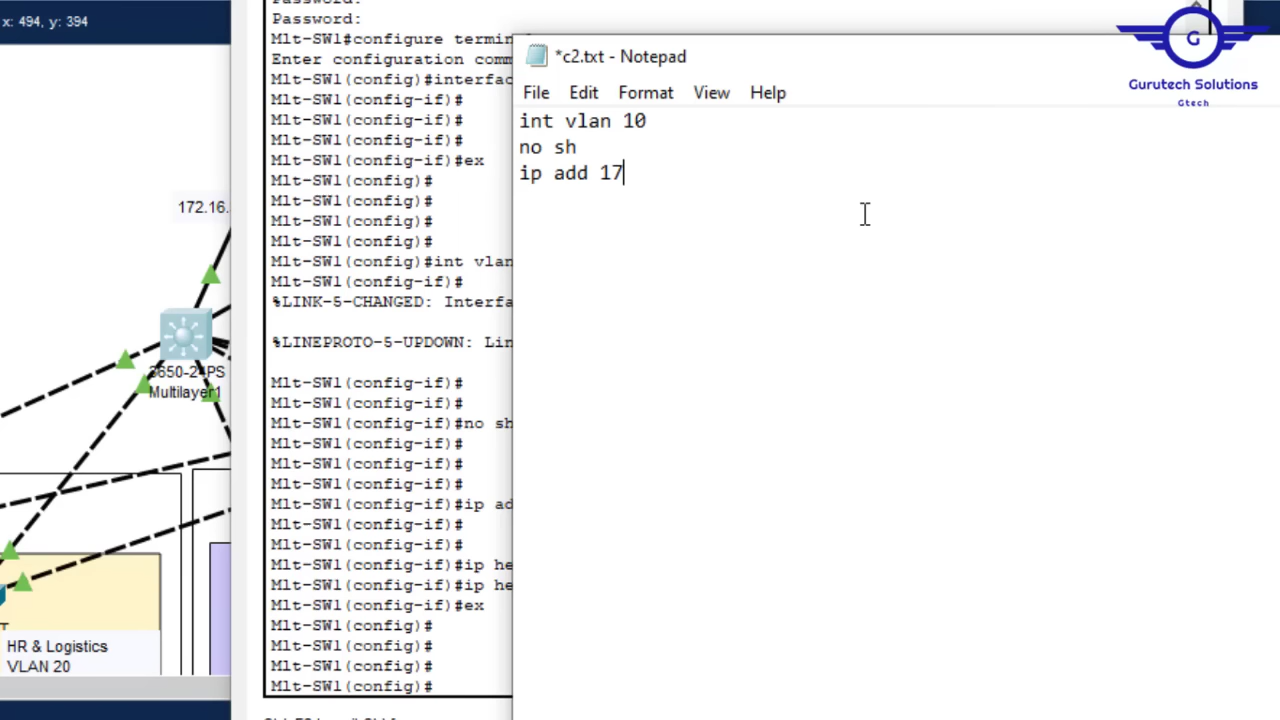 x: 494, y: 394
Password:
Password:
Mlt-SW1#configure termin
Enter configuration comm
Mlt-SW1(config)#interfac
Mlt-SW1(config-if)#
Mlt-SW1(config-if)#
Mlt-SW1(config-if)#
Mlt-SW1(config-if)#ex
Mlt-SW1(config)#
Mlt-SW1(config)#
Mlt-SW1(config)#
Mlt-SW1(config)#
Mlt-SW1(config)#int vlan
Mlt-SW1(config-if)#
%LINK-5-CHANGED: Interfa
%LINEPROTO-5-UPDOWN: Lin
Mlt-SW1(config-if)#
Mlt-SW1(config-if)#
Mlt-SW1(config-if)#no sh
Mlt-SW1(config-if)#
Mlt-SW1(config-if)#
Mlt-SW1(config-if)#
Mlt-SW1(config-if)#ip ad
Mlt-SW1(config-if)#
Mlt-SW1(config-if)#
Mlt-SW1(config-if)#ip he
Mlt-SW1(config-if)#ip he
Mlt-SW1(config-if)#ex
Mlt-SW1(config)#
Mlt-SW1(config)#
Mlt-SW1(config)#
Mlt-SW1(config)#
*c2.txt - Notepad
File Edit Format View Help
int vlan 10
no sh
ip add 17
G
Gurutech Solutions
Gtech
172.16.
3650-24PS
Multilayer1
HR & Logistics
VLAN 20